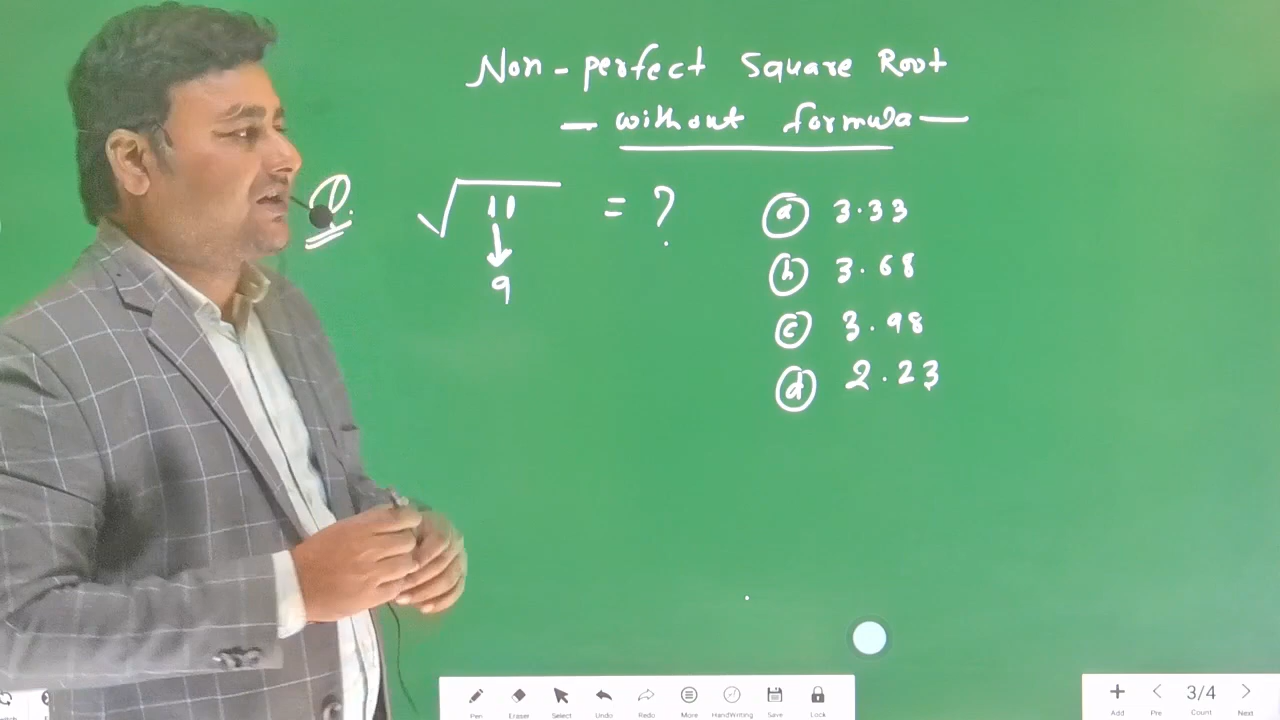 Non-perfect Square Root
— without formula —
Q. √11 = ?
↓
9
(a) 3.33
(b) 3.68
(c) 3.98
(d) 2.23
Pen Eraser Select Undo Redo More HandWriting Save Lock
3/4
Add Pre Count Next